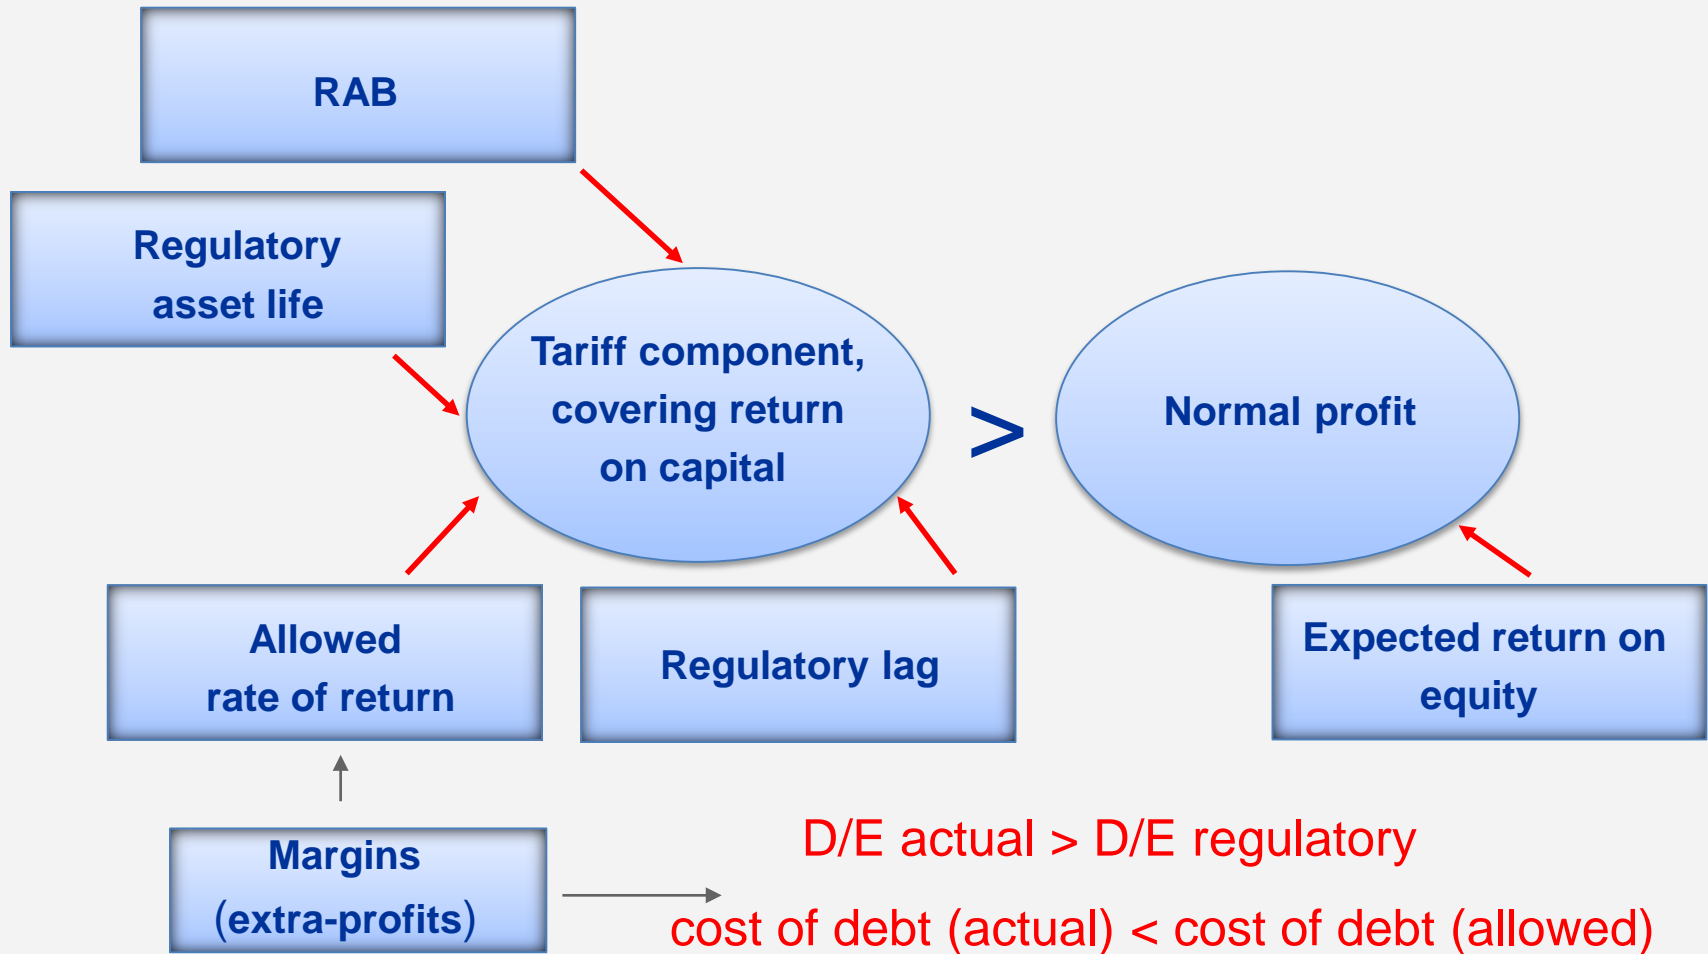 RAB
Regulatory
asset life
Tariff component,
covering return
on capital
>
Normal profit
Allowed
rate of return
Regulatory lag
Expected return on
equity
Margins
(extra-profits)
D/E actual > D/E regulatory
cost of debt (actual) < cost of debt (allowed)